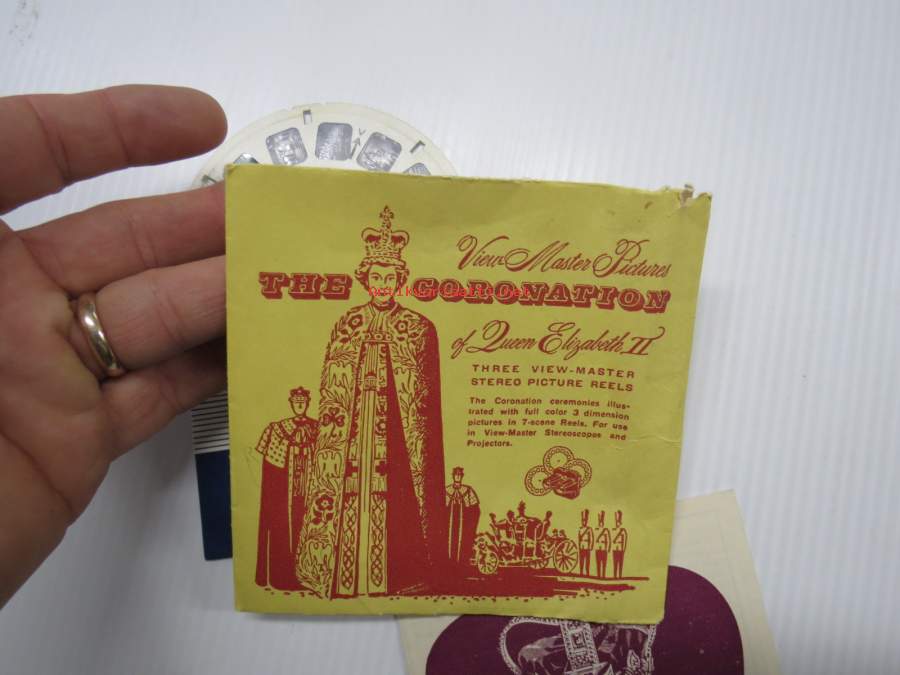 View-Master Pictures
THE CORONATION
of Queen Elizabeth II
THREE VIEW-MASTER
STEREO PICTURE REELS
The Coronation ceremonies illus-
trated with full color 3 dimension
pictures in 7-scene Reels. For use
in View-Master Stereoscopes and
Projectors.